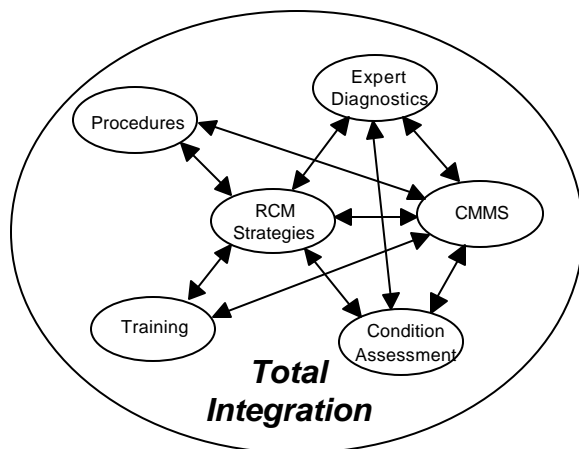 Expert
Diagnostics
Procedures
RCM
Strategies
CMMS
Training
Condition
Assessment
Total
Integration